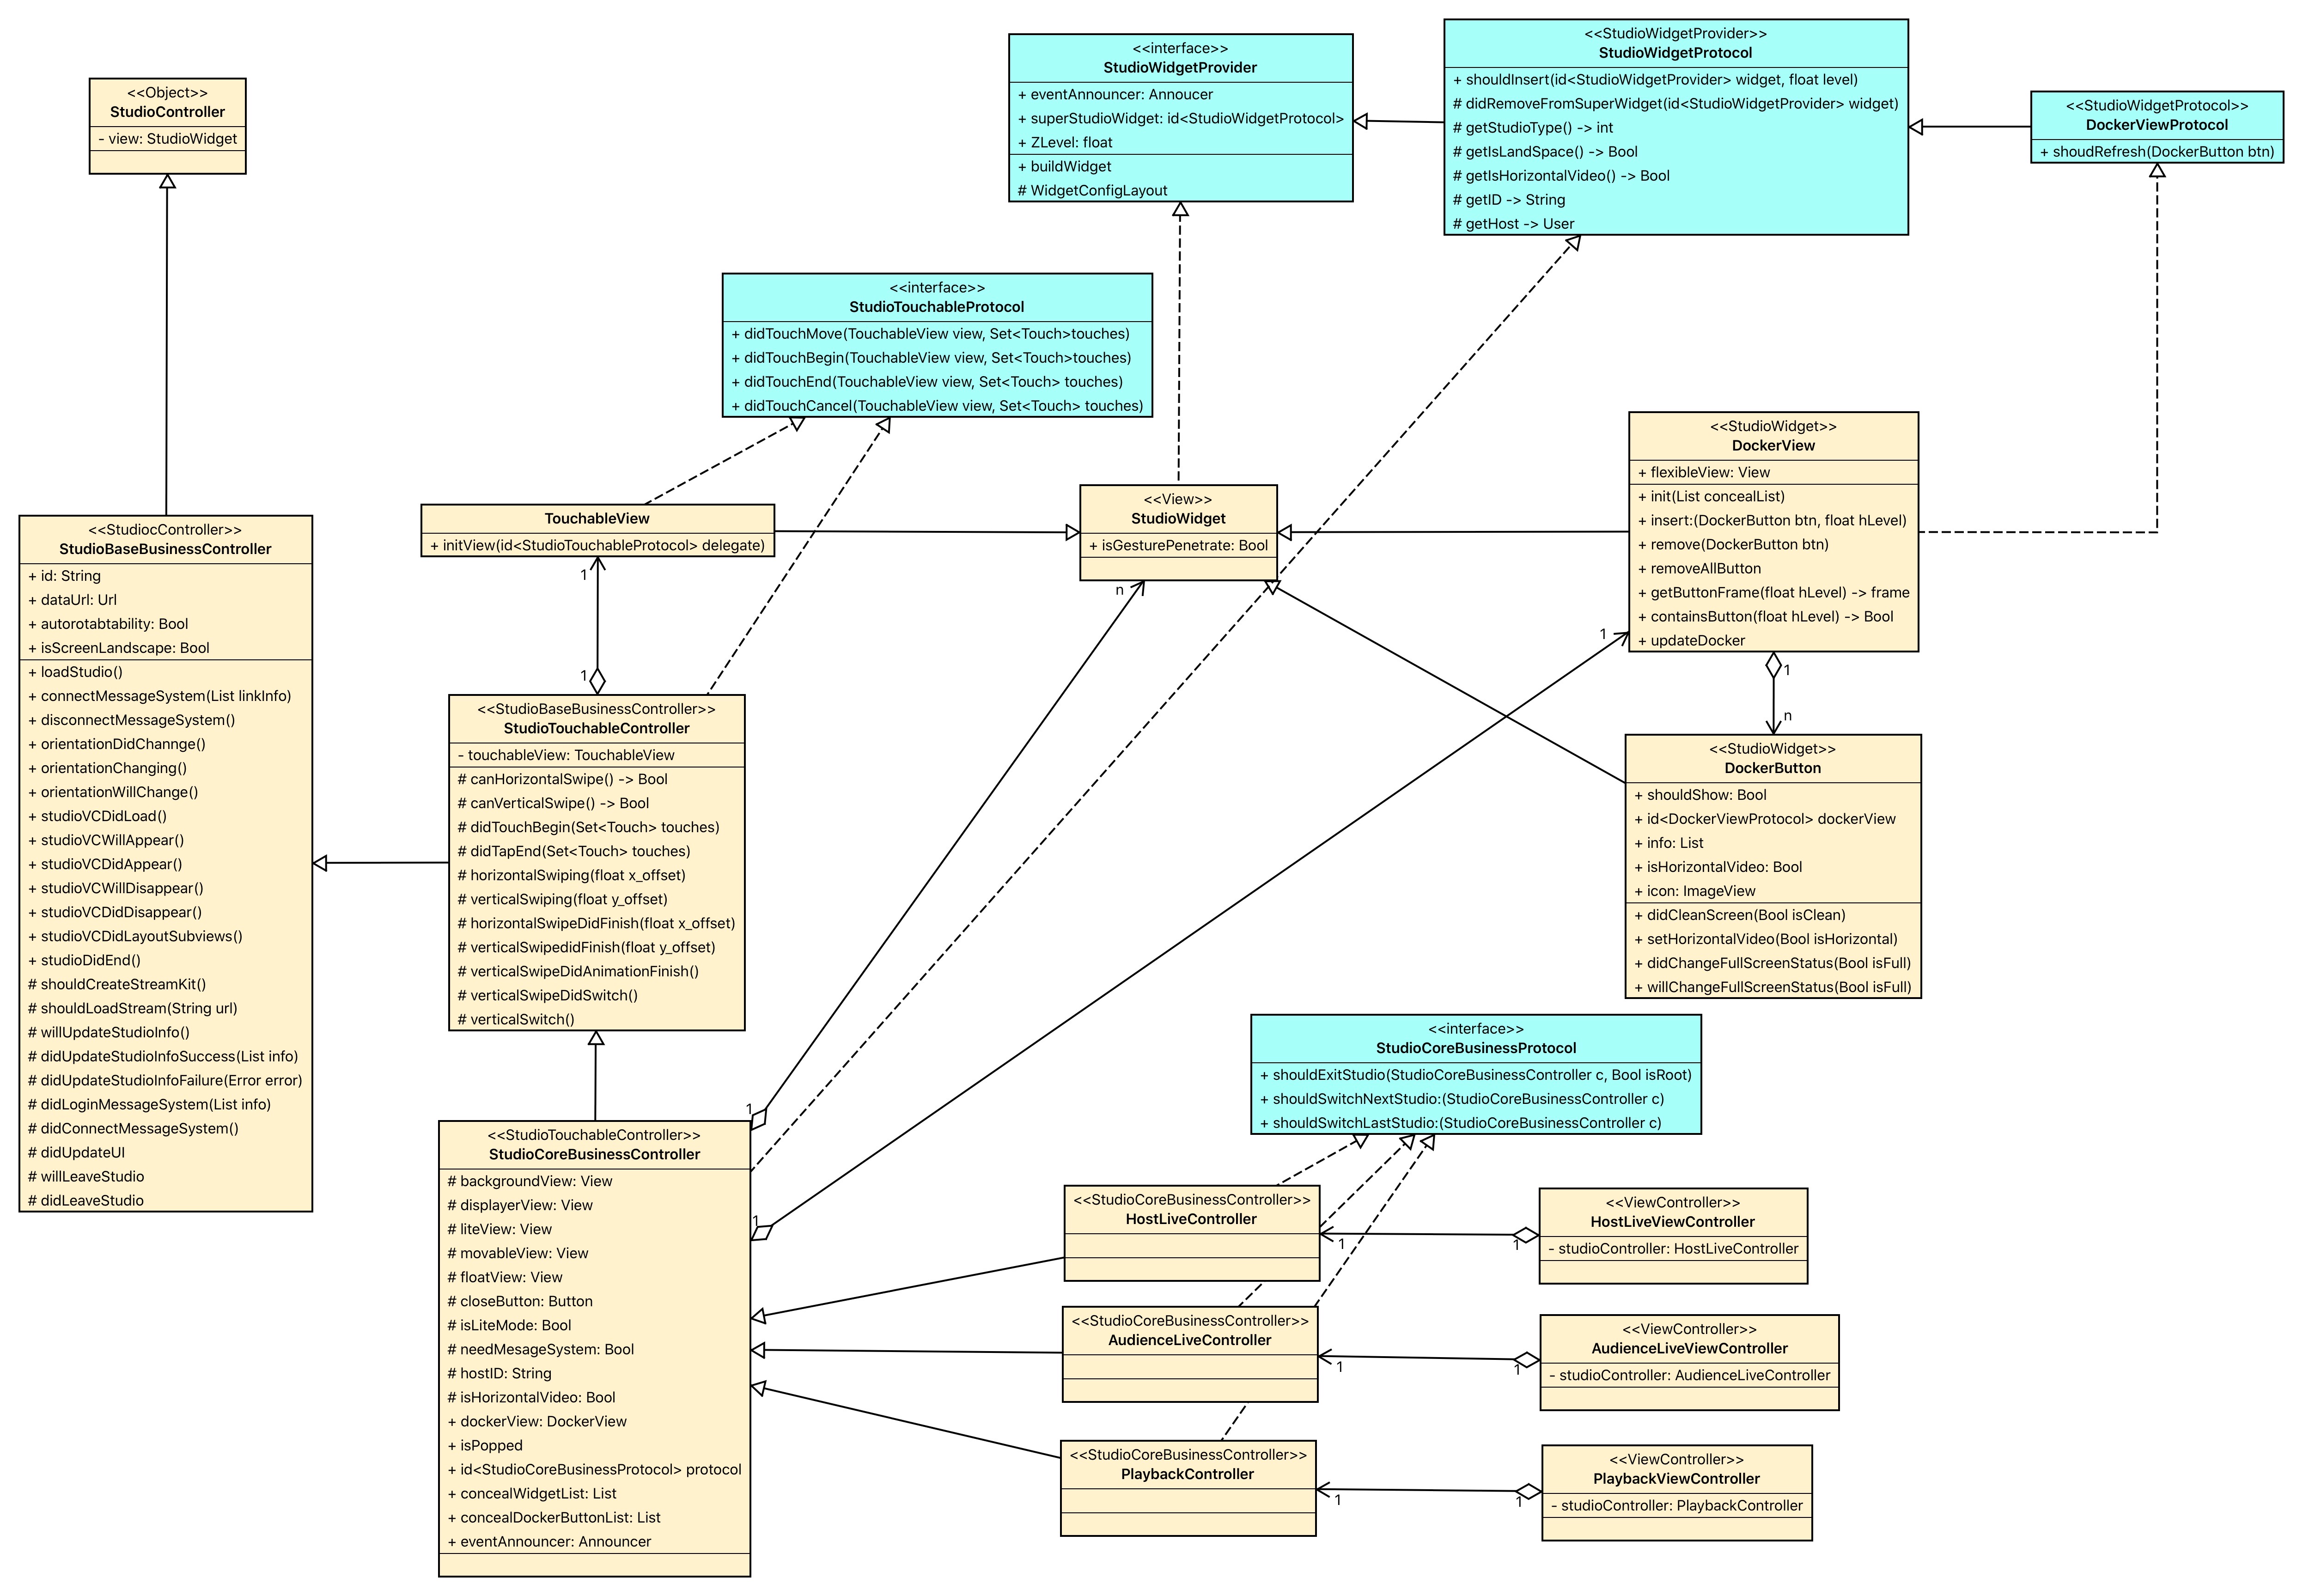 <<Object>>
StudioController
- view: StudioWidget
<<interface>>
StudioWidgetProvider
+ eventAnnouncer: Annoucer
+ superStudioWidget: id<StudioWidgetProtocol>
+ ZLevel: float
+ buildWidget
# WidgetConfigLayout
<<StudioWidgetProvider>>
StudioWidgetProtocol
+ shouldInsert(id<StudioWidgetProvider> widget, float level)
# didRemoveFromSuperWidget(id<StudioWidgetProvider> widget)
# getStudioType() -> int
# getIsLandSpace() -> Bool
# getIsHorizontalVideo() -> Bool
# getID -> String
# getHost -> User
<<StudioWidgetProtocol>>
DockerViewProtocol
+ shoudRefresh(DockerButton btn)
<<interface>>
StudioTouchableProtocol
+ didTouchMove(TouchableView view, Set<Touch>touches)
+ didTouchBegin(TouchableView view, Set<Touch>touches)
+ didTouchEnd(TouchableView view, Set<Touch> touches)
+ didTouchCancel(TouchableView view, Set<Touch> touches)
<<StudiocController>>
StudioBaseBusinessController
+ id: String
+ dataUrl: Url
+ autorotabtability: Bool
+ isScreenLandscape: Bool
+ loadStudio()
+ connectMessageSystem(List linkInfo)
+ disconnectMessageSystem()
+ orientationDidChannge()
+ orientationChanging()
+ orientationWillChange()
+ studioVCDidLoad()
+ studioVCWillAppear()
+ studioVCDidAppear()
+ studioVCWillDisappear()
+ studioVCDidDisappear()
+ studioVCDidLayoutSubviews()
+ studioDidEnd()
# shouldCreateStreamKit()
# shouldLoadStream(String url)
# willUpdateStudioInfo()
# didUpdateStudioInfoSuccess(List info)
# didUpdateStudioInfoFailure(Error error)
# didLoginMessageSystem(List info)
# didConnectMessageSystem()
# didUpdateUI
# willLeaveStudio
# didLeaveStudio
TouchableView
+ initView(id<StudioTouchableProtocol> delegate)
1
1
<<View>>
StudioWidget
+ isGesturePenetrate: Bool
n
<<StudioWidget>>
DockerView
+ flexibleView: View
+ init(List concealList)
+ insert:(DockerButton btn, float hLevel)
+ remove(DockerButton btn)
+ removeAllButton
+ getButtonFrame(float hLevel) -> frame
+ containsButton(float hLevel) -> Bool
+ updateDocker
1
1
n
<<StudioBaseBusinessController>>
StudioTouchableController
- touchableView: TouchableView
# canHorizontalSwipe() -> Bool
# canVerticalSwipe() -> Bool
# didTouchBegin(Set<Touch> touches)
# didTapEnd(Set<Touch> touches)
# horizontalSwiping(float x_offset)
# verticalSwiping(float y_offset)
# horizontalSwipeDidFinish(float x_offset)
# verticalSwipedidFinish(float y_offset)
# verticalSwipeDidAnimationFinish()
# verticalSwipeDidSwitch()
# verticalSwitch()
<<StudioWidget>>
DockerButton
+ shouldShow: Bool
+ id<DockerViewProtocol> dockerView
+ info: List
+ isHorizontalVideo: Bool
+ icon: ImageView
+ didCleanScreen(Bool isClean)
+ setHorizontalVideo(Bool isHorizontal)
+ didChangeFullScreenStatus(Bool isFull)
+ willChangeFullScreenStatus(Bool isFull)
<<interface>>
StudioCoreBusinessProtocol
+ shouldExitStudio(StudioCoreBusinessController c, Bool isRoot)
+ shouldSwitchNextStudio:(StudioCoreBusinessController c)
+ shouldSwitchLastStudio:(StudioCoreBusinessController c)
1
1
<<StudioTouchableController>>
StudioCoreBusinessController
# backgroundView: View
# displayerView: View
# liteView: View
# movableView: View
# floatView: View
# closeButton: Button
# isLiteMode: Bool
# needMesageSystem: Bool
# hostID: String
# isHorizontalVideo: Bool
+ dockerView: DockerView
+ isPopped
+ id<StudioCoreBusinessProtocol> protocol
+ concealWidgetList: List
+ concealDockerButtonList: List
+ eventAnnouncer: Announcer
<<StudioCoreBusinessController>>
HostLiveController
1
1
<<ViewController>>
HostLiveViewController
- studioController: HostLiveController
<<StudioCoreBusinessController>>
AudienceLiveController
1
1
<<ViewController>>
AudienceLiveViewController
- studioController: AudienceLiveController
<<StudioCoreBusinessController>>
PlaybackController
1
1
<<ViewController>>
PlaybackViewController
- studioController: PlaybackController